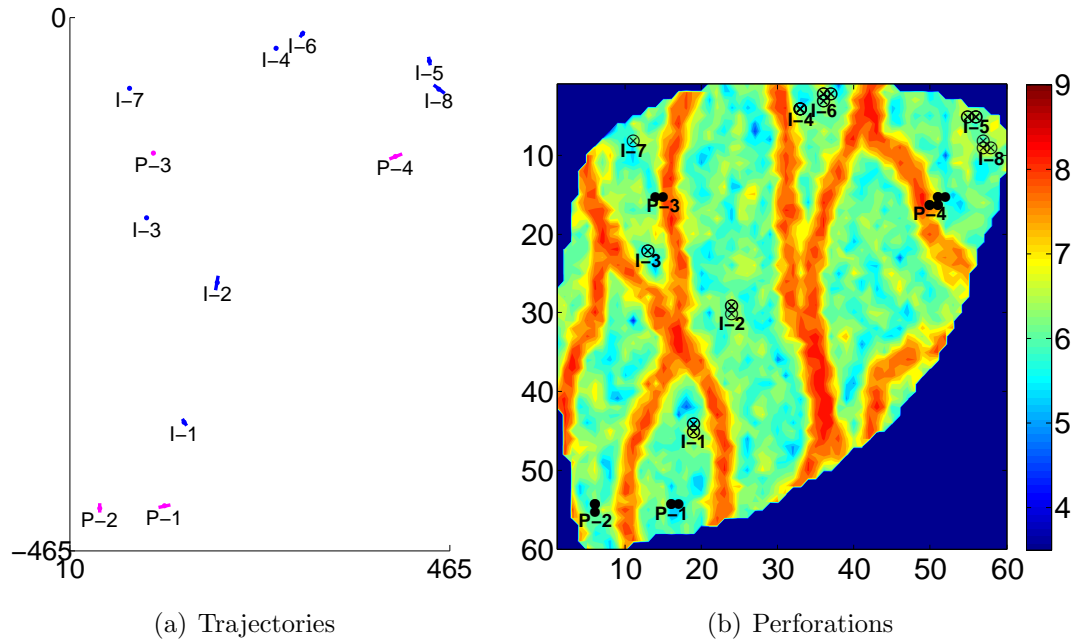 0
I−6
I−4
I−5
I−7
I−8
P−3
P−4
I−3
I−2
I−1
P−2
P−1
−465
10
465
(a) Trajectories
I−6
I−4
I−5
I−7
I−8
P−3
P−4
I−3
I−2
I−1
P−2
P−1
10
20
30
40
50
60
10
20
30
40
50
60
9
8
7
6
5
4
(b) Perforations